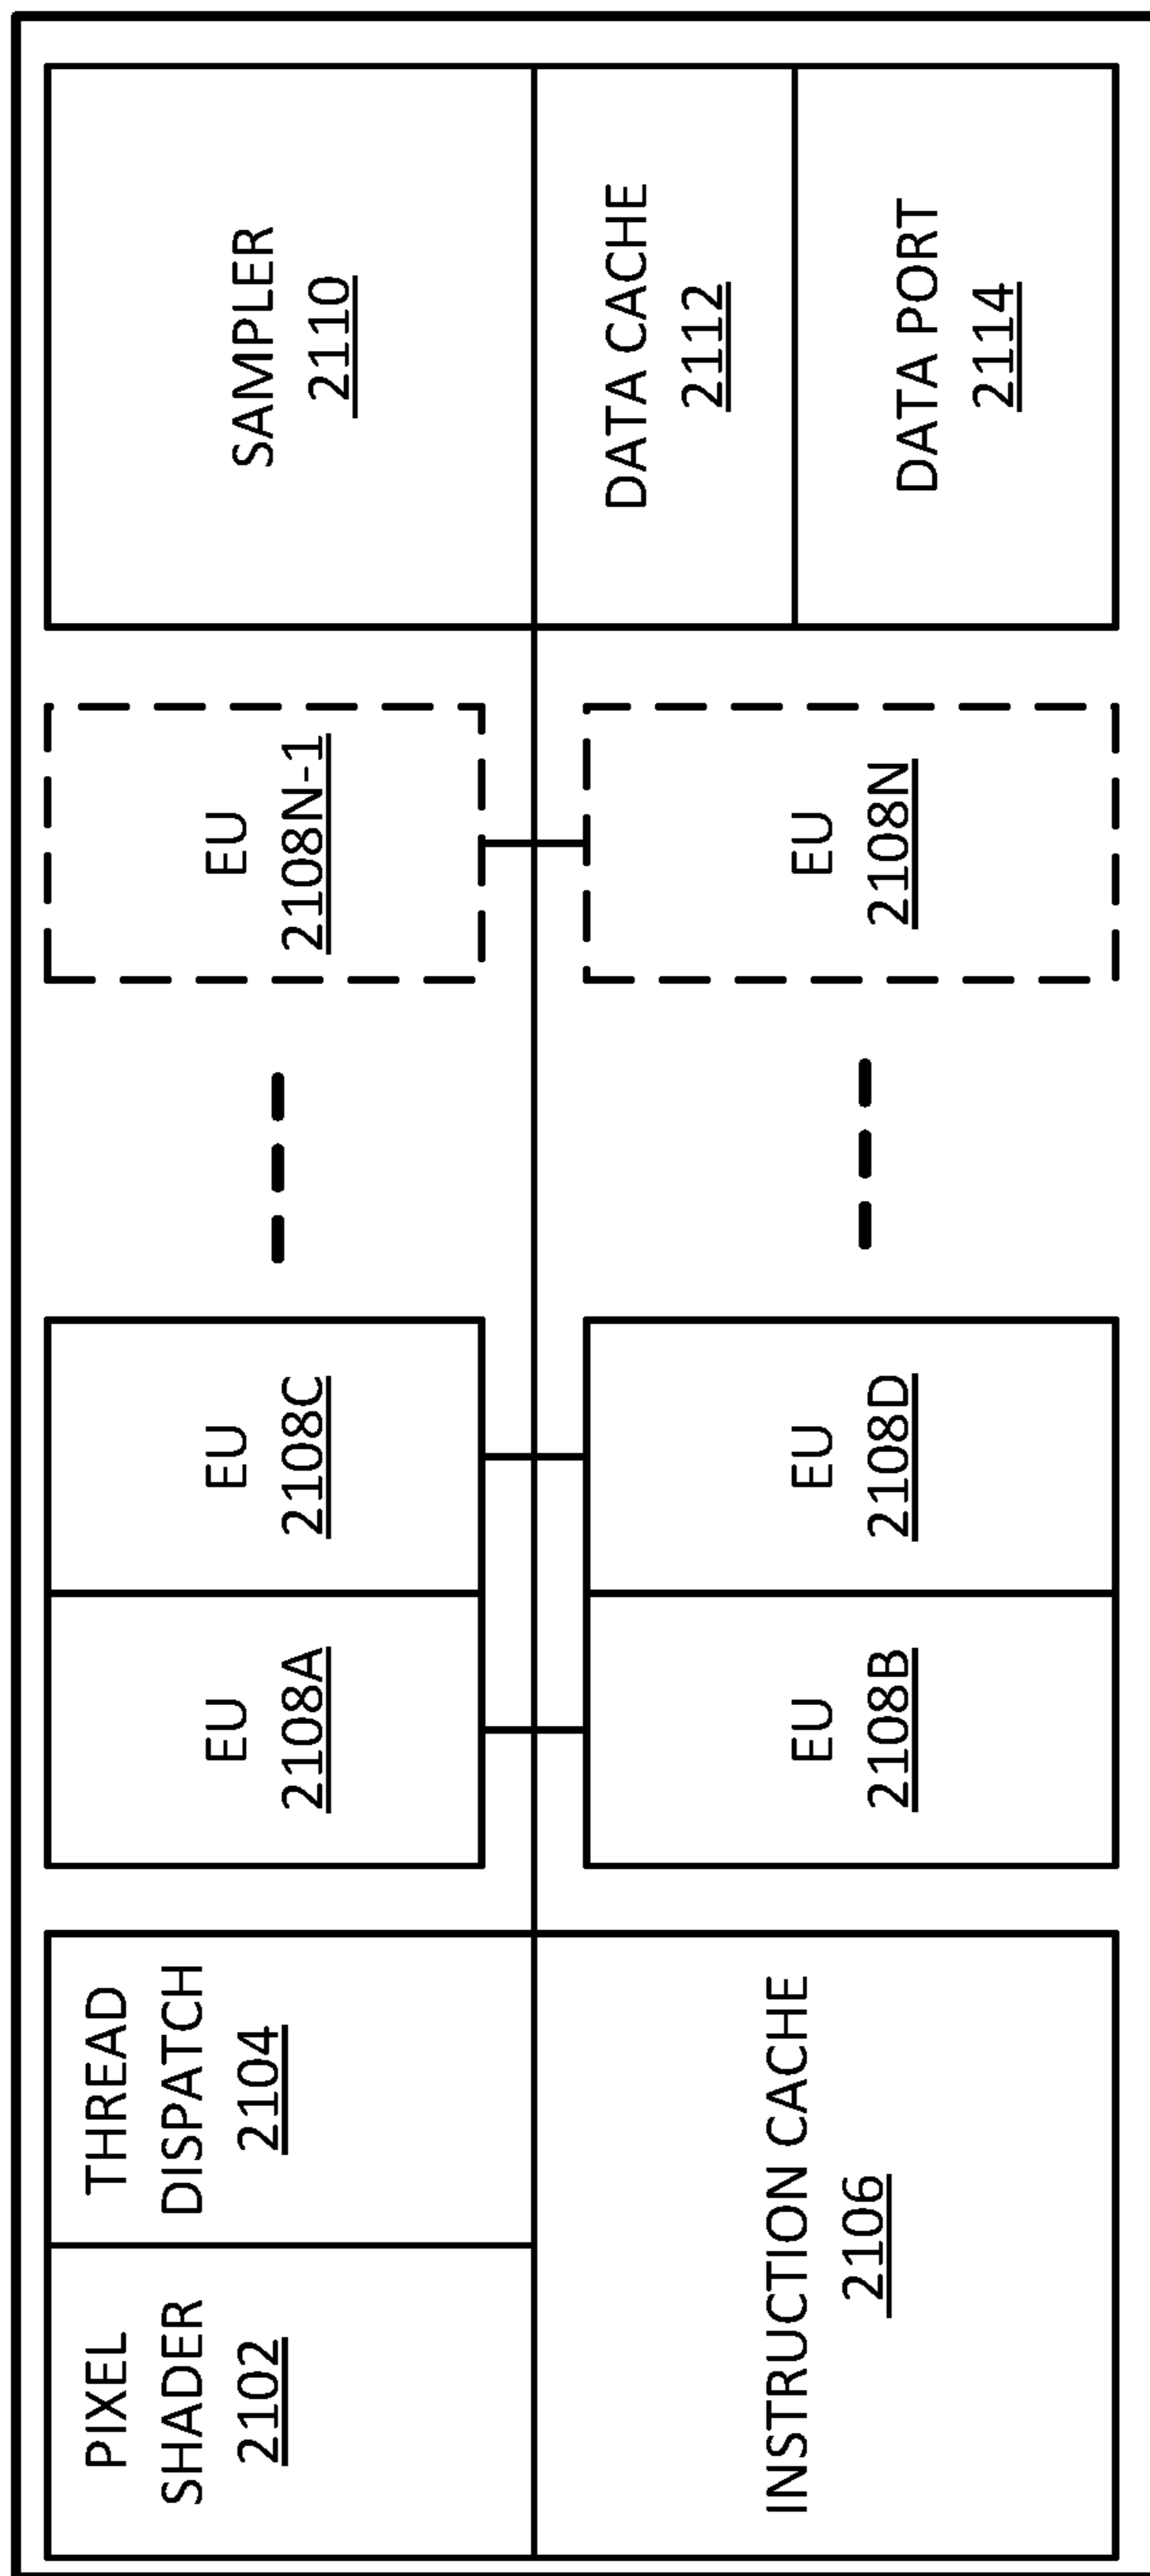 PIXEL
SHADER
2102
THREAD
DISPATCH
2104
INSTRUCTION CACHE
2106
EU
2108A
EU
2108C
EU
2108B
EU
2108D
EU
2108N-1
EU
2108N
SAMPLER
2110
DATA CACHE
2112
DATA PORT
2114